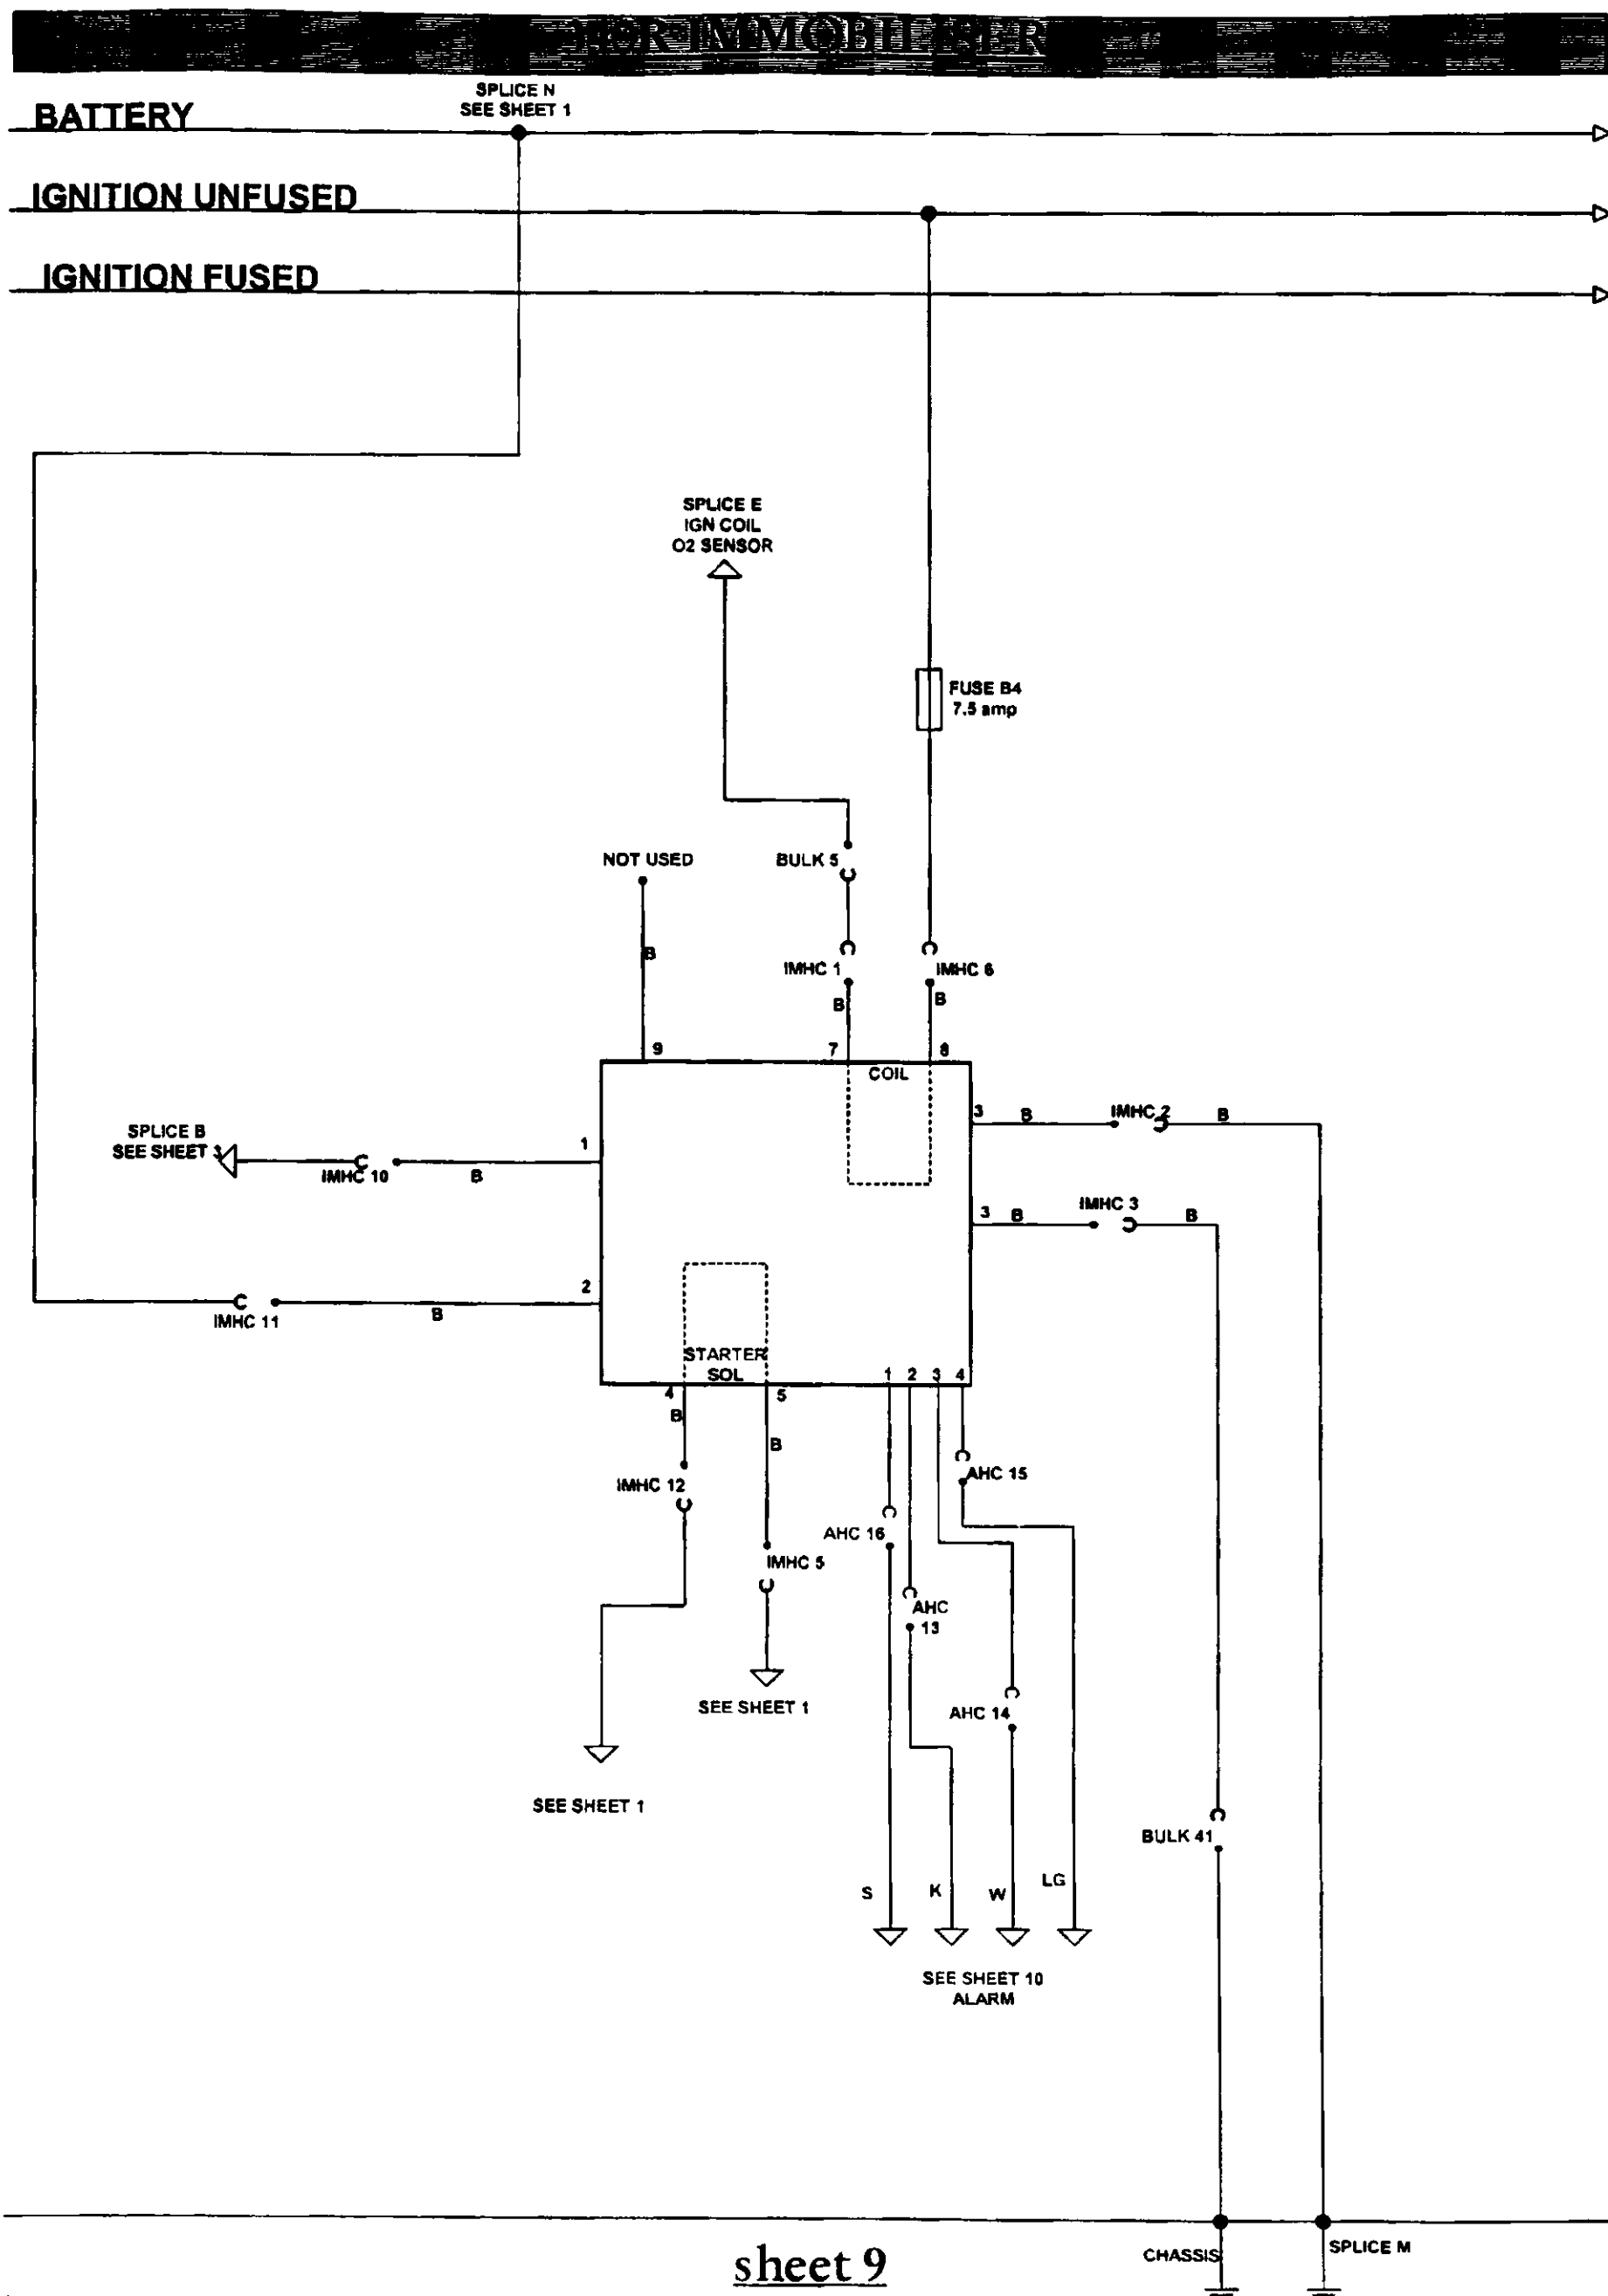 IMMOBILISER
SPLICE N
SEE SHEET 1
BATTERY
IGNITION UNFUSED
IGNITION FUSED
SPLICE E
IGN COIL
O2 SENSOR
FUSE B4
7.5 amp
NOT USED
BULK 5
B
IMHC 1
IMHC 6
B
B
9
7
8
COIL
3
B
IMHC 2
B
SPLICE B
SEE SHEET
1
IMHC 10
B
3
B
IMHC 3
B
2
IMHC 11
B
STARTER
SOL
1
2
3
4
4
5
B
B
IMHC 12
AHC 15
AHC 16
IMHC 5
AHC
13
SEE SHEET 1
AHC 14
SEE SHEET 1
BULK 41
S
K
W
LG
SEE SHEET 10
ALARM
sheet 9
CHASSIS
SPLICE M